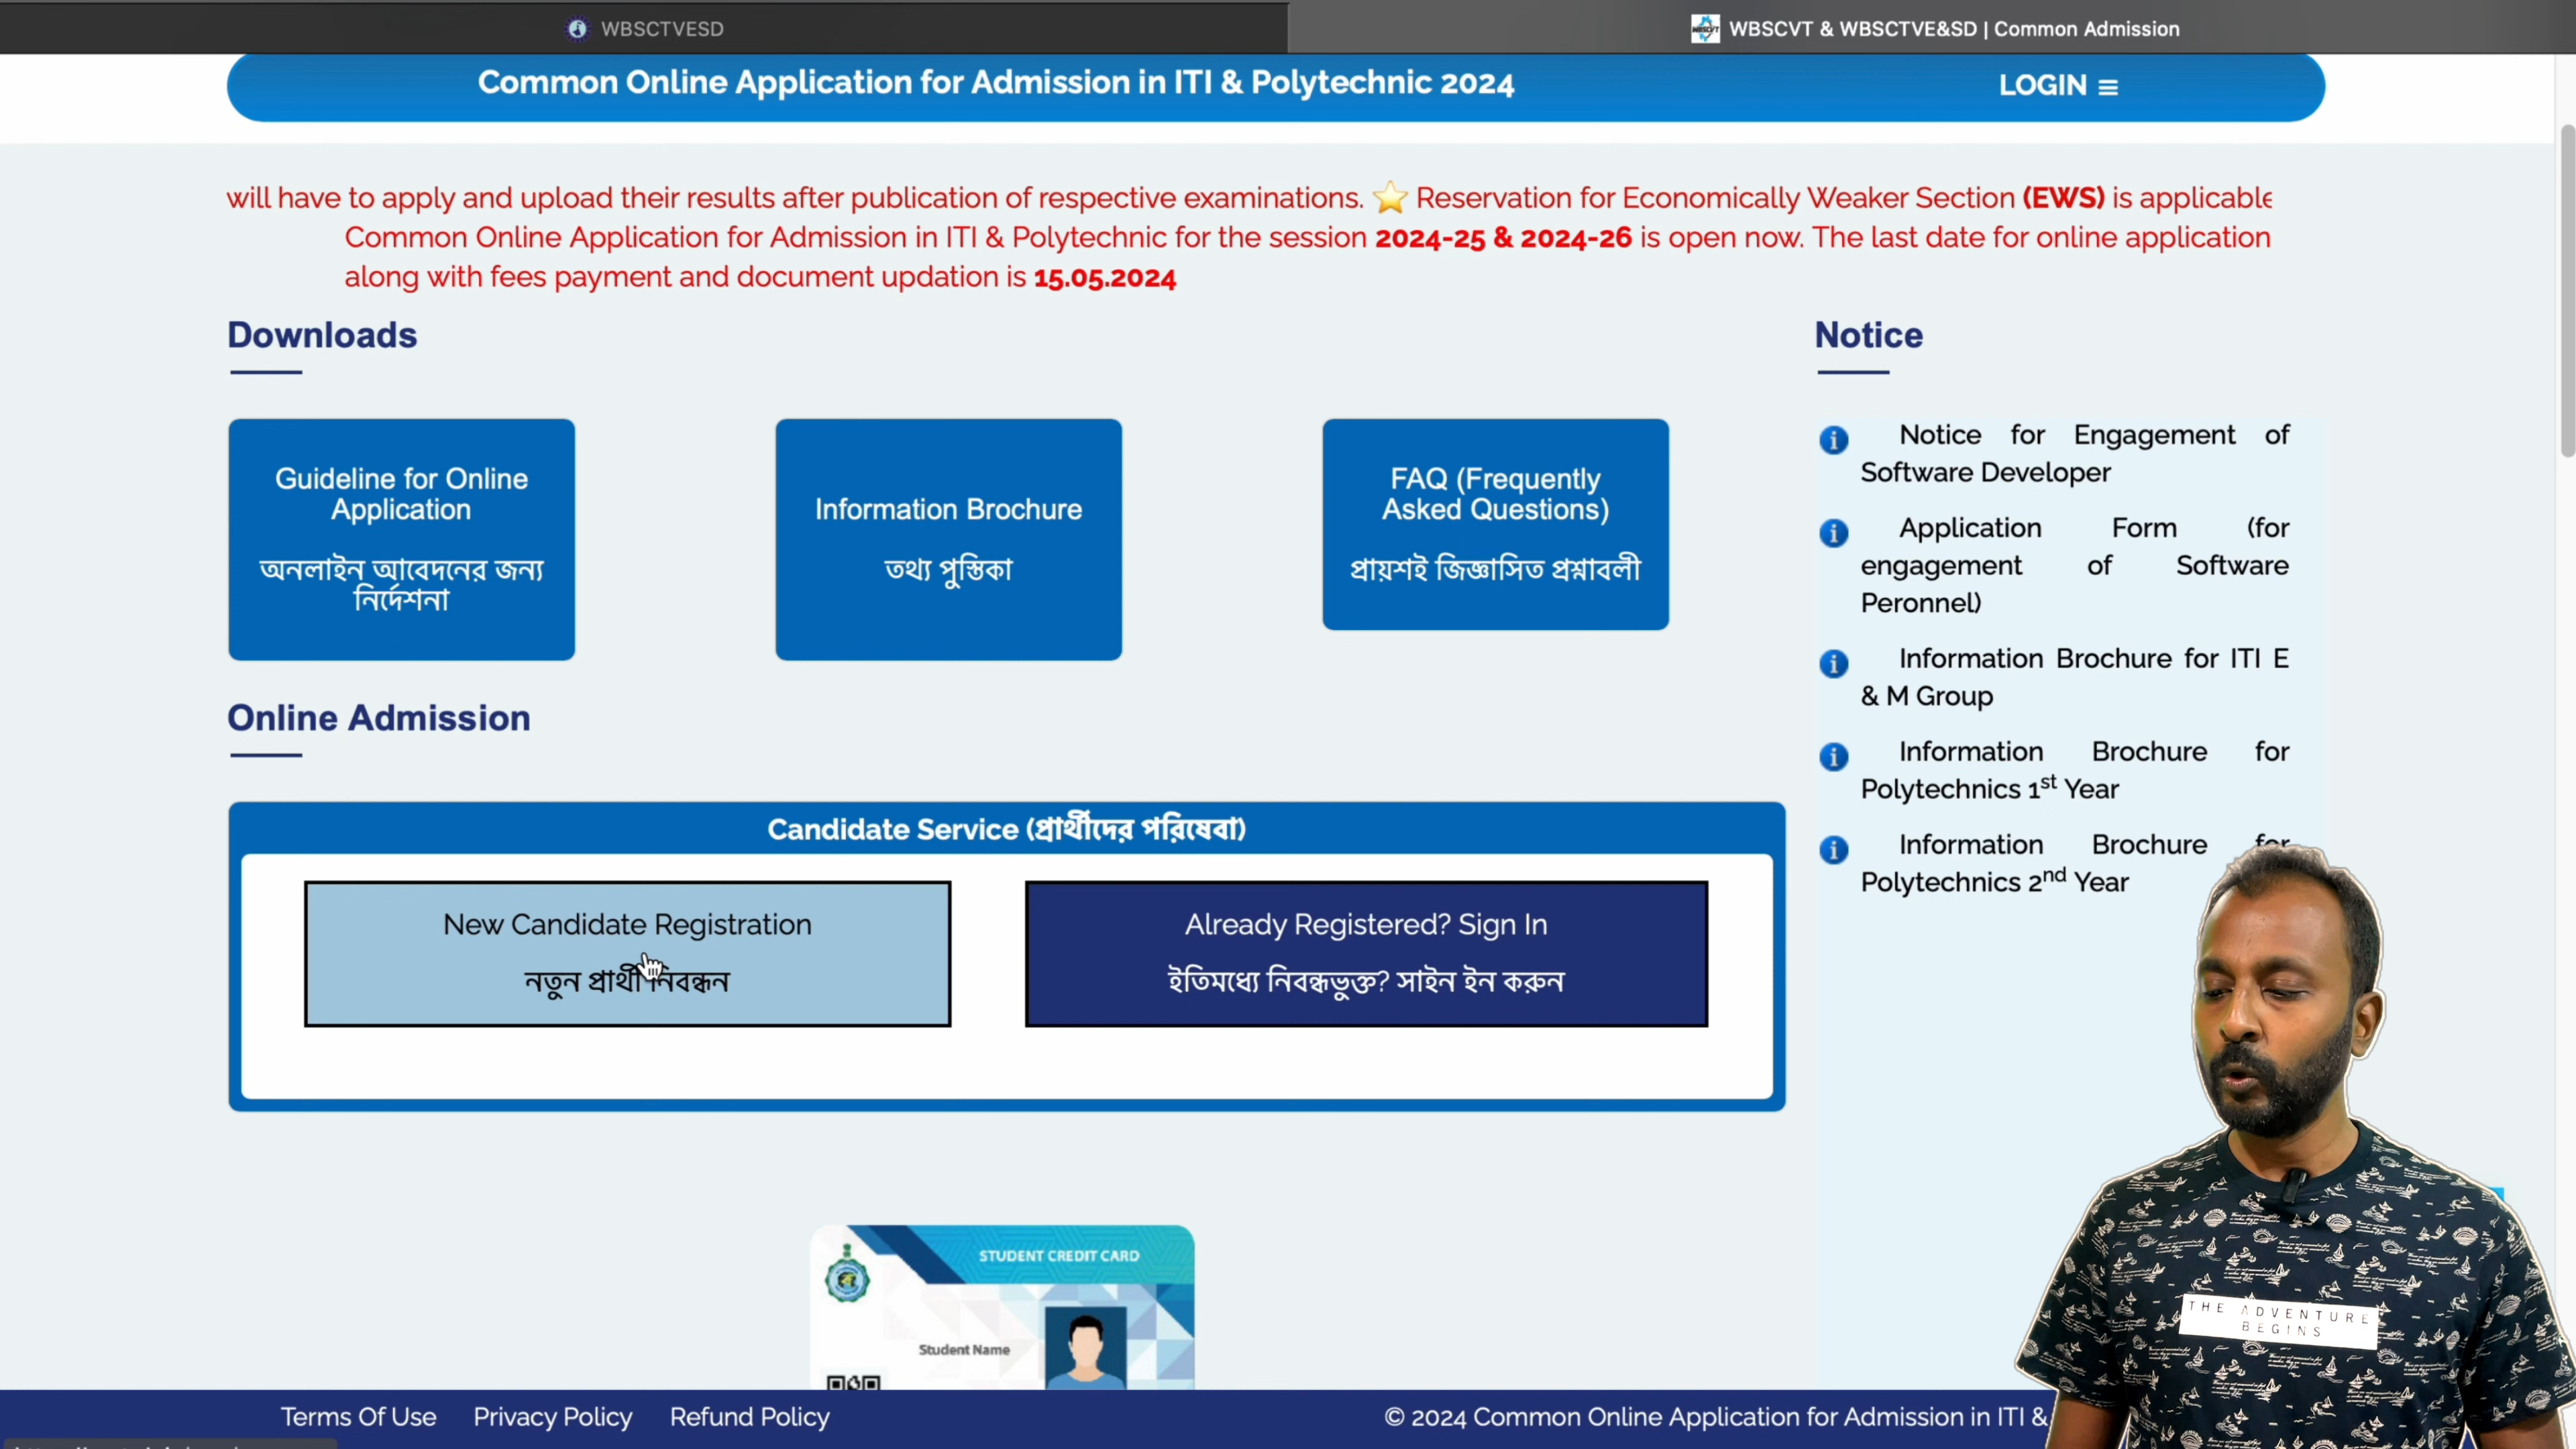 WBSCTVESD
WBSCVT & WBSCTVE&SD | Common Admission
Common Online Application for Admission in ITI & Polytechnic 2024
LOGIN
will have to apply and upload their results after publication of respective examinations. ⭐ Reservation for Economically Weaker Section (EWS) is applicable
Common Online Application for Admission in ITI & Polytechnic for the session 2024-25 & 2024-26 is open now. The last date for online application
along with fees payment and document updation is 15.05.2024
Downloads
Guideline for Online
Application
অনলাইন আবেদনের জন্য
নির্দেশনা
Information Brochure
তথ্য পুস্তিকা
FAQ (Frequently
Asked Questions)
প্রায়শই জিজ্ঞাসিত প্রশ্নাবলী
Notice
Notice for Engagement of
Software Developer
Application Form (for
engagement of Software
Peronnel)
Information Brochure for ITI E
& M Group
Information Brochure for
Polytechnics 1st Year
Information Brochure for
Polytechnics 2nd Year
Online Admission
Candidate Service (প্রার্থীদের পরিষেবা)
New Candidate Registration
নতুন প্রার্থী নিবন্ধন
Already Registered? Sign In
ইতিমধ্যে নিবন্ধভুক্ত? সাইন ইন করুন
STUDENT CREDIT CARD
Student Name
THE ADVENTURE
BEGINS
Terms Of Use Privacy Policy Refund Policy
© 2024 Common Online Application for Admission in ITI &